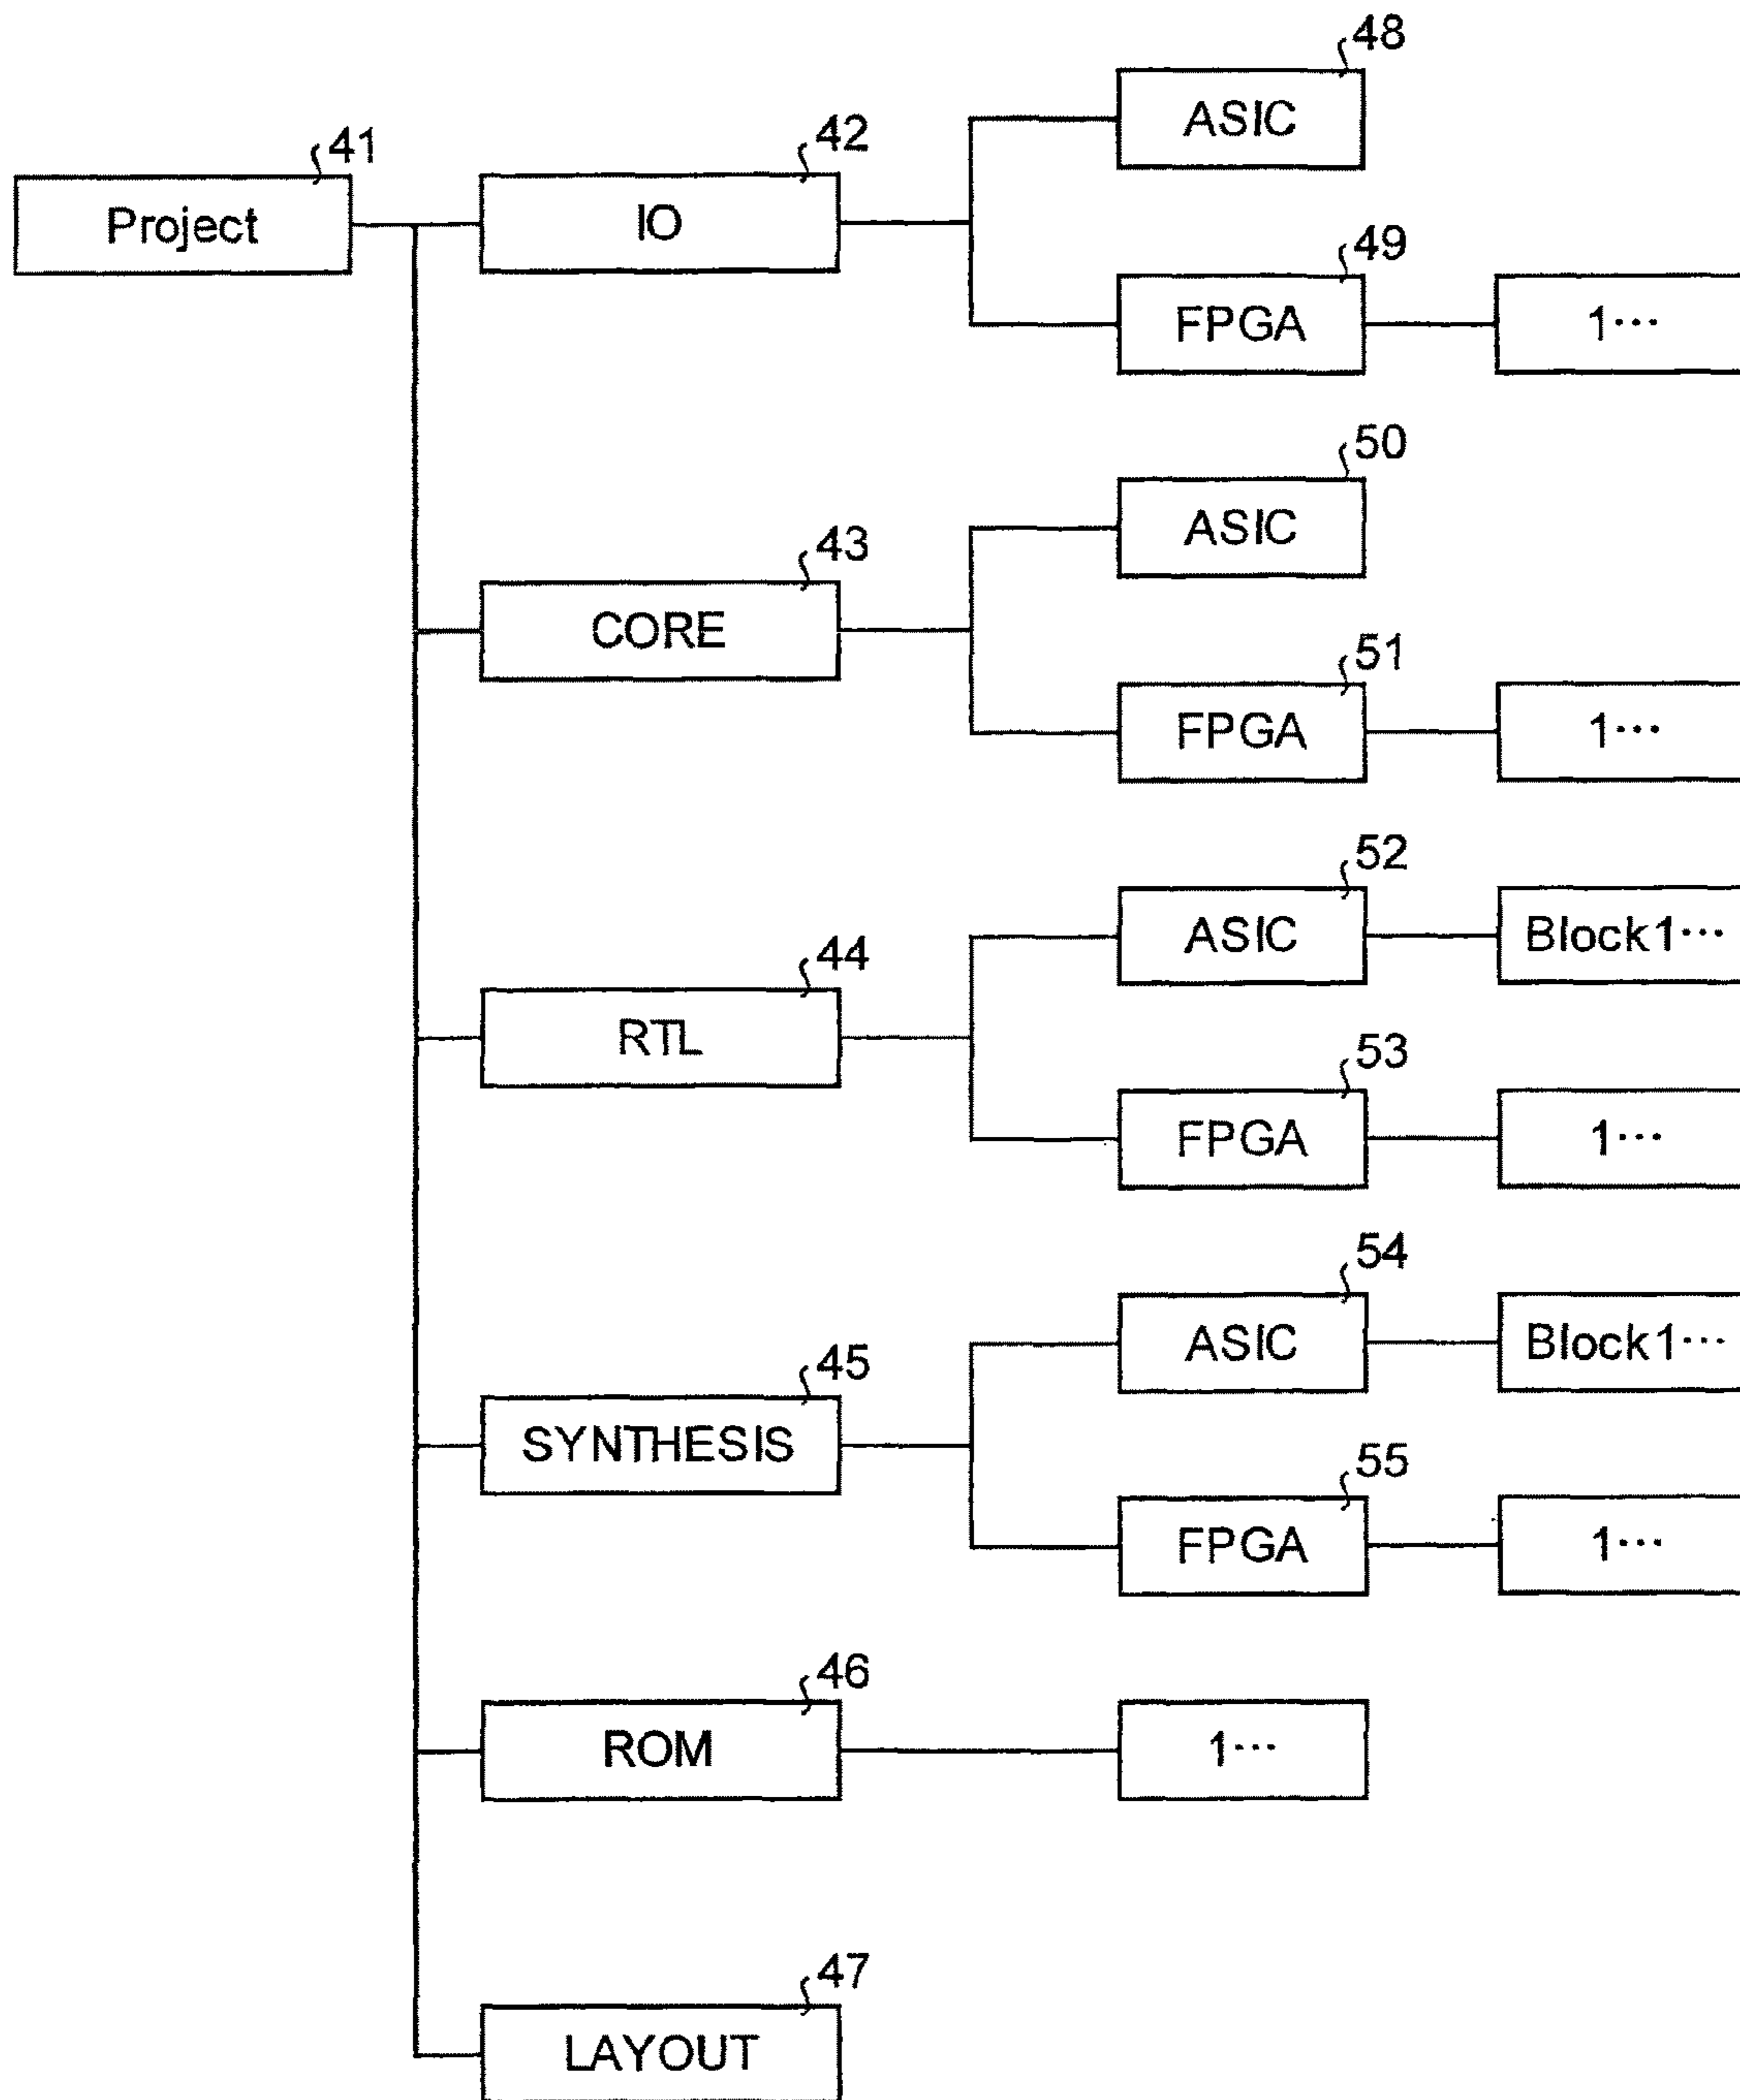 48
ASIC
41
42
Project
IO
49
FPGA
1···
50
ASIC
43
CORE
51
FPGA
1···
52
ASIC
Block1···
44
RTL
53
FPGA
1···
54
ASIC
Block1···
45
SYNTHESIS
55
FPGA
1···
46
ROM
1···
47
LAYOUT